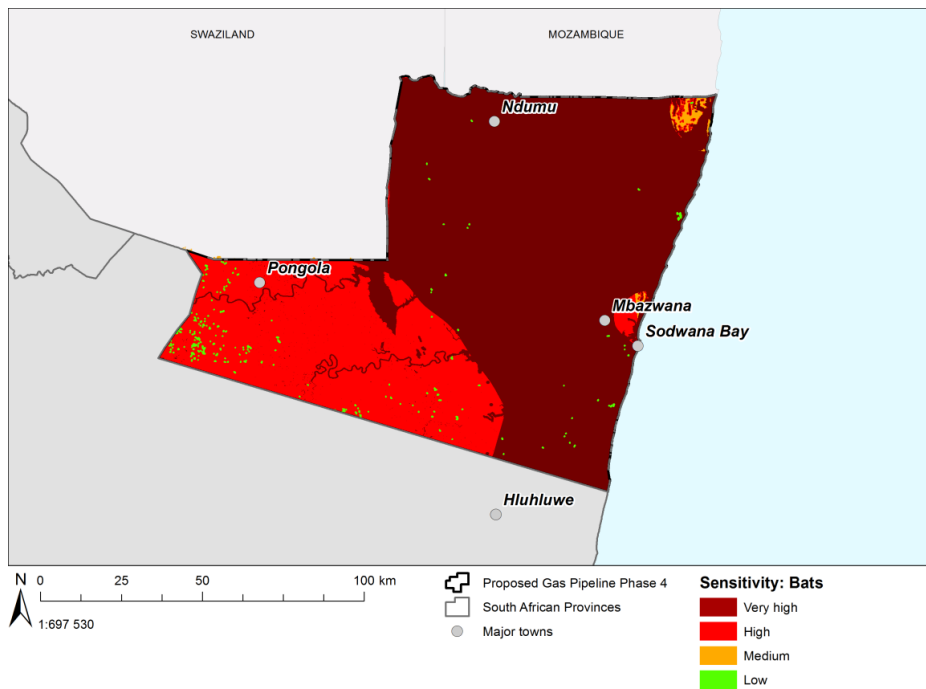 SWAZILAND
MOZAMBIQUE
Ndumu
Pongola
Mbazwana
Sodwana Bay
Hluhluwe
N
0 25 50 100 km
1:697 530
Proposed Gas Pipeline Phase 4
South African Provinces
Major towns
Sensitivity: Bats
Very high
High
Medium
Low